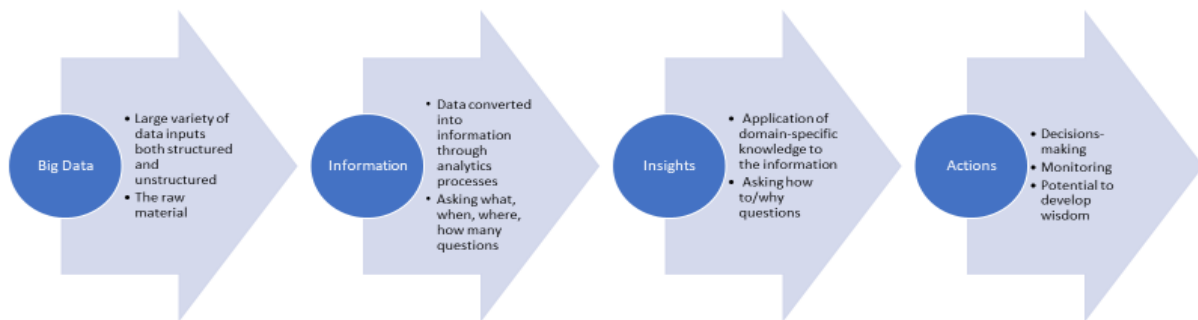 Big Data
• Large variety of
data inputs
both structured
and
unstructured
• The raw
material
Information
• Data converted
into
information
through
analytics
processes
• Asking what,
when, where,
how many
questions
Insights
• Application of
domain-specific
knowledge to
the information
• Asking how
to/why
questions
Actions
• Decisions-
making
• Monitoring
• Potential to
develop
wisdom